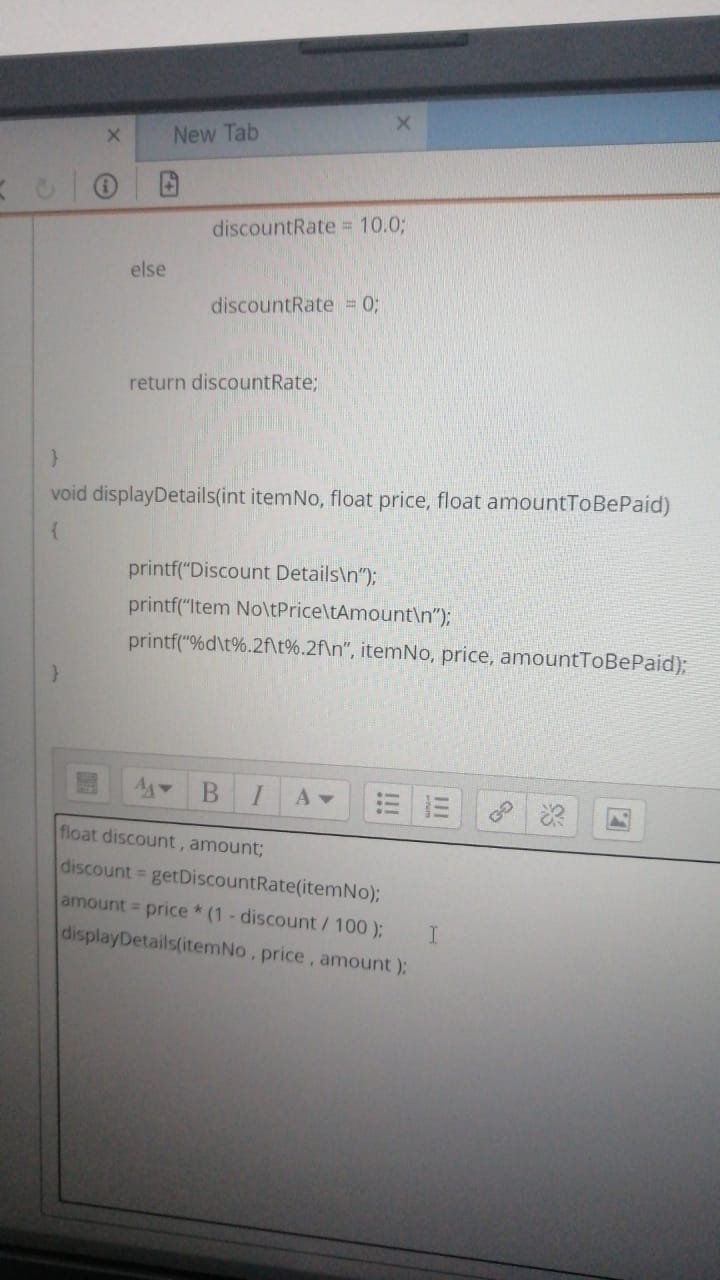 New Tab
discountRate = 10.0;
else
discountRate = 0;
return discountRate;
}
void displayDetails(int itemNo, float price, float amountToBePaid)
{
printf(“Discount Details\n”);
printf(“Item No\tPrice\tAmount\n”);
printf(“%d\t%.2f\t%.2f\n”, itemNo, price, amountToBePaid);
}
B I A
float discount , amount;
discount = getDiscountRate(itemNo);
amount = price * (1 - discount / 100 );
displayDetails(itemNo , price , amount );